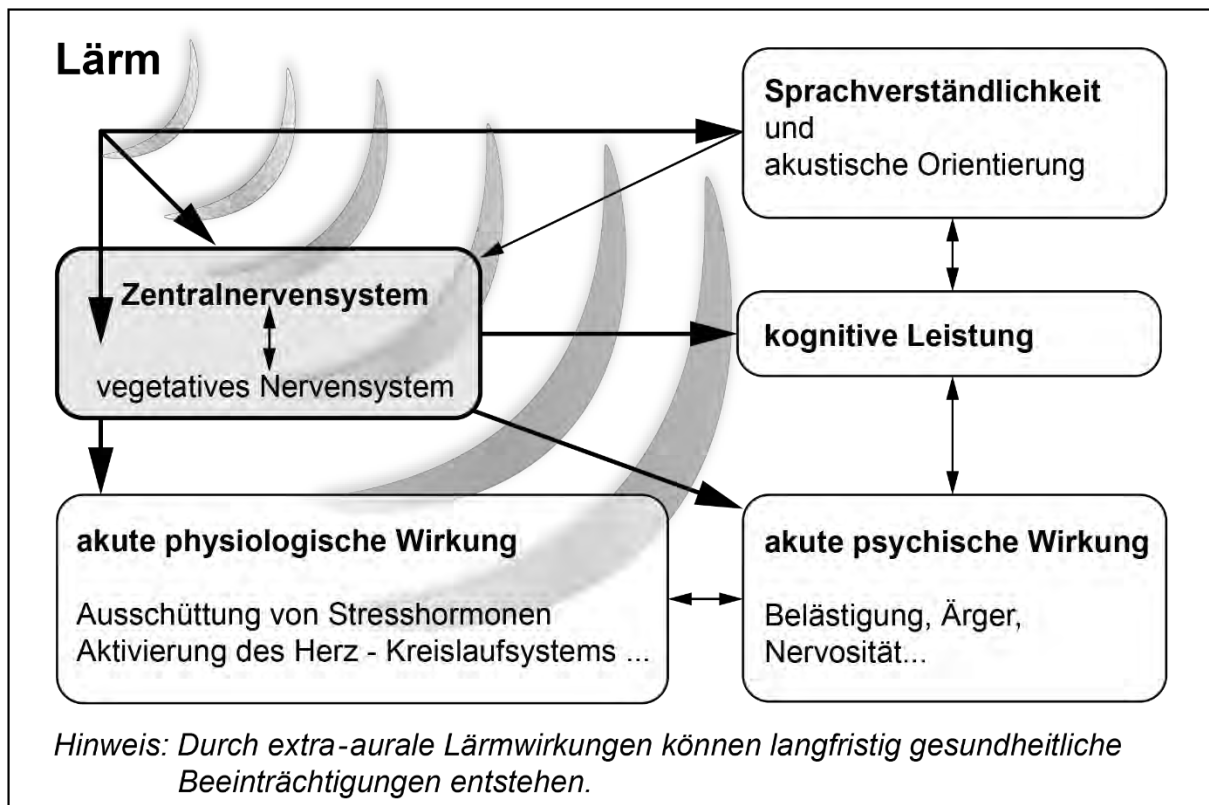 Lärm
Sprachverständlichkeit
und
akustische Orientierung
Zentralnervensystem
vegetatives Nervensystem
kognitive Leistung
akute physiologische Wirkung
Ausschüttung von Stresshormonen
Aktivierung des Herz - Kreislaufsystems ...
akute psychische Wirkung
Belästigung, Ärger,
Nervosität...
Hinweis: Durch extra-aurale Lärmwirkungen können langfristig gesundheitliche
Beeinträchtigungen entstehen.